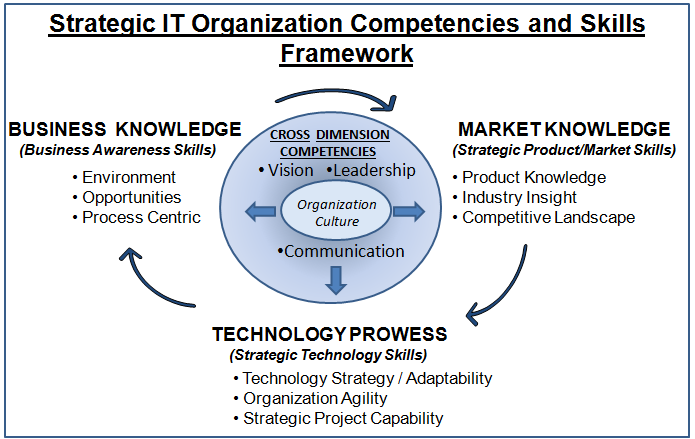 Strategic IT Organization Competencies and Skills
Framework
BUSINESS KNOWLEDGE
(Business Awareness Skills)
• Environment
• Opportunities
• Process Centric
CROSS DIMENSION
COMPETENCIES
• Vision • Leadership
Organization
Culture
• Communication
MARKET KNOWLEDGE
(Strategic Product/Market Skills)
• Product Knowledge
• Industry Insight
• Competitive Landscape
TECHNOLOGY PROWESS
(Strategic Technology Skills)
• Technology Strategy / Adaptability
• Organization Agility
• Strategic Project Capability